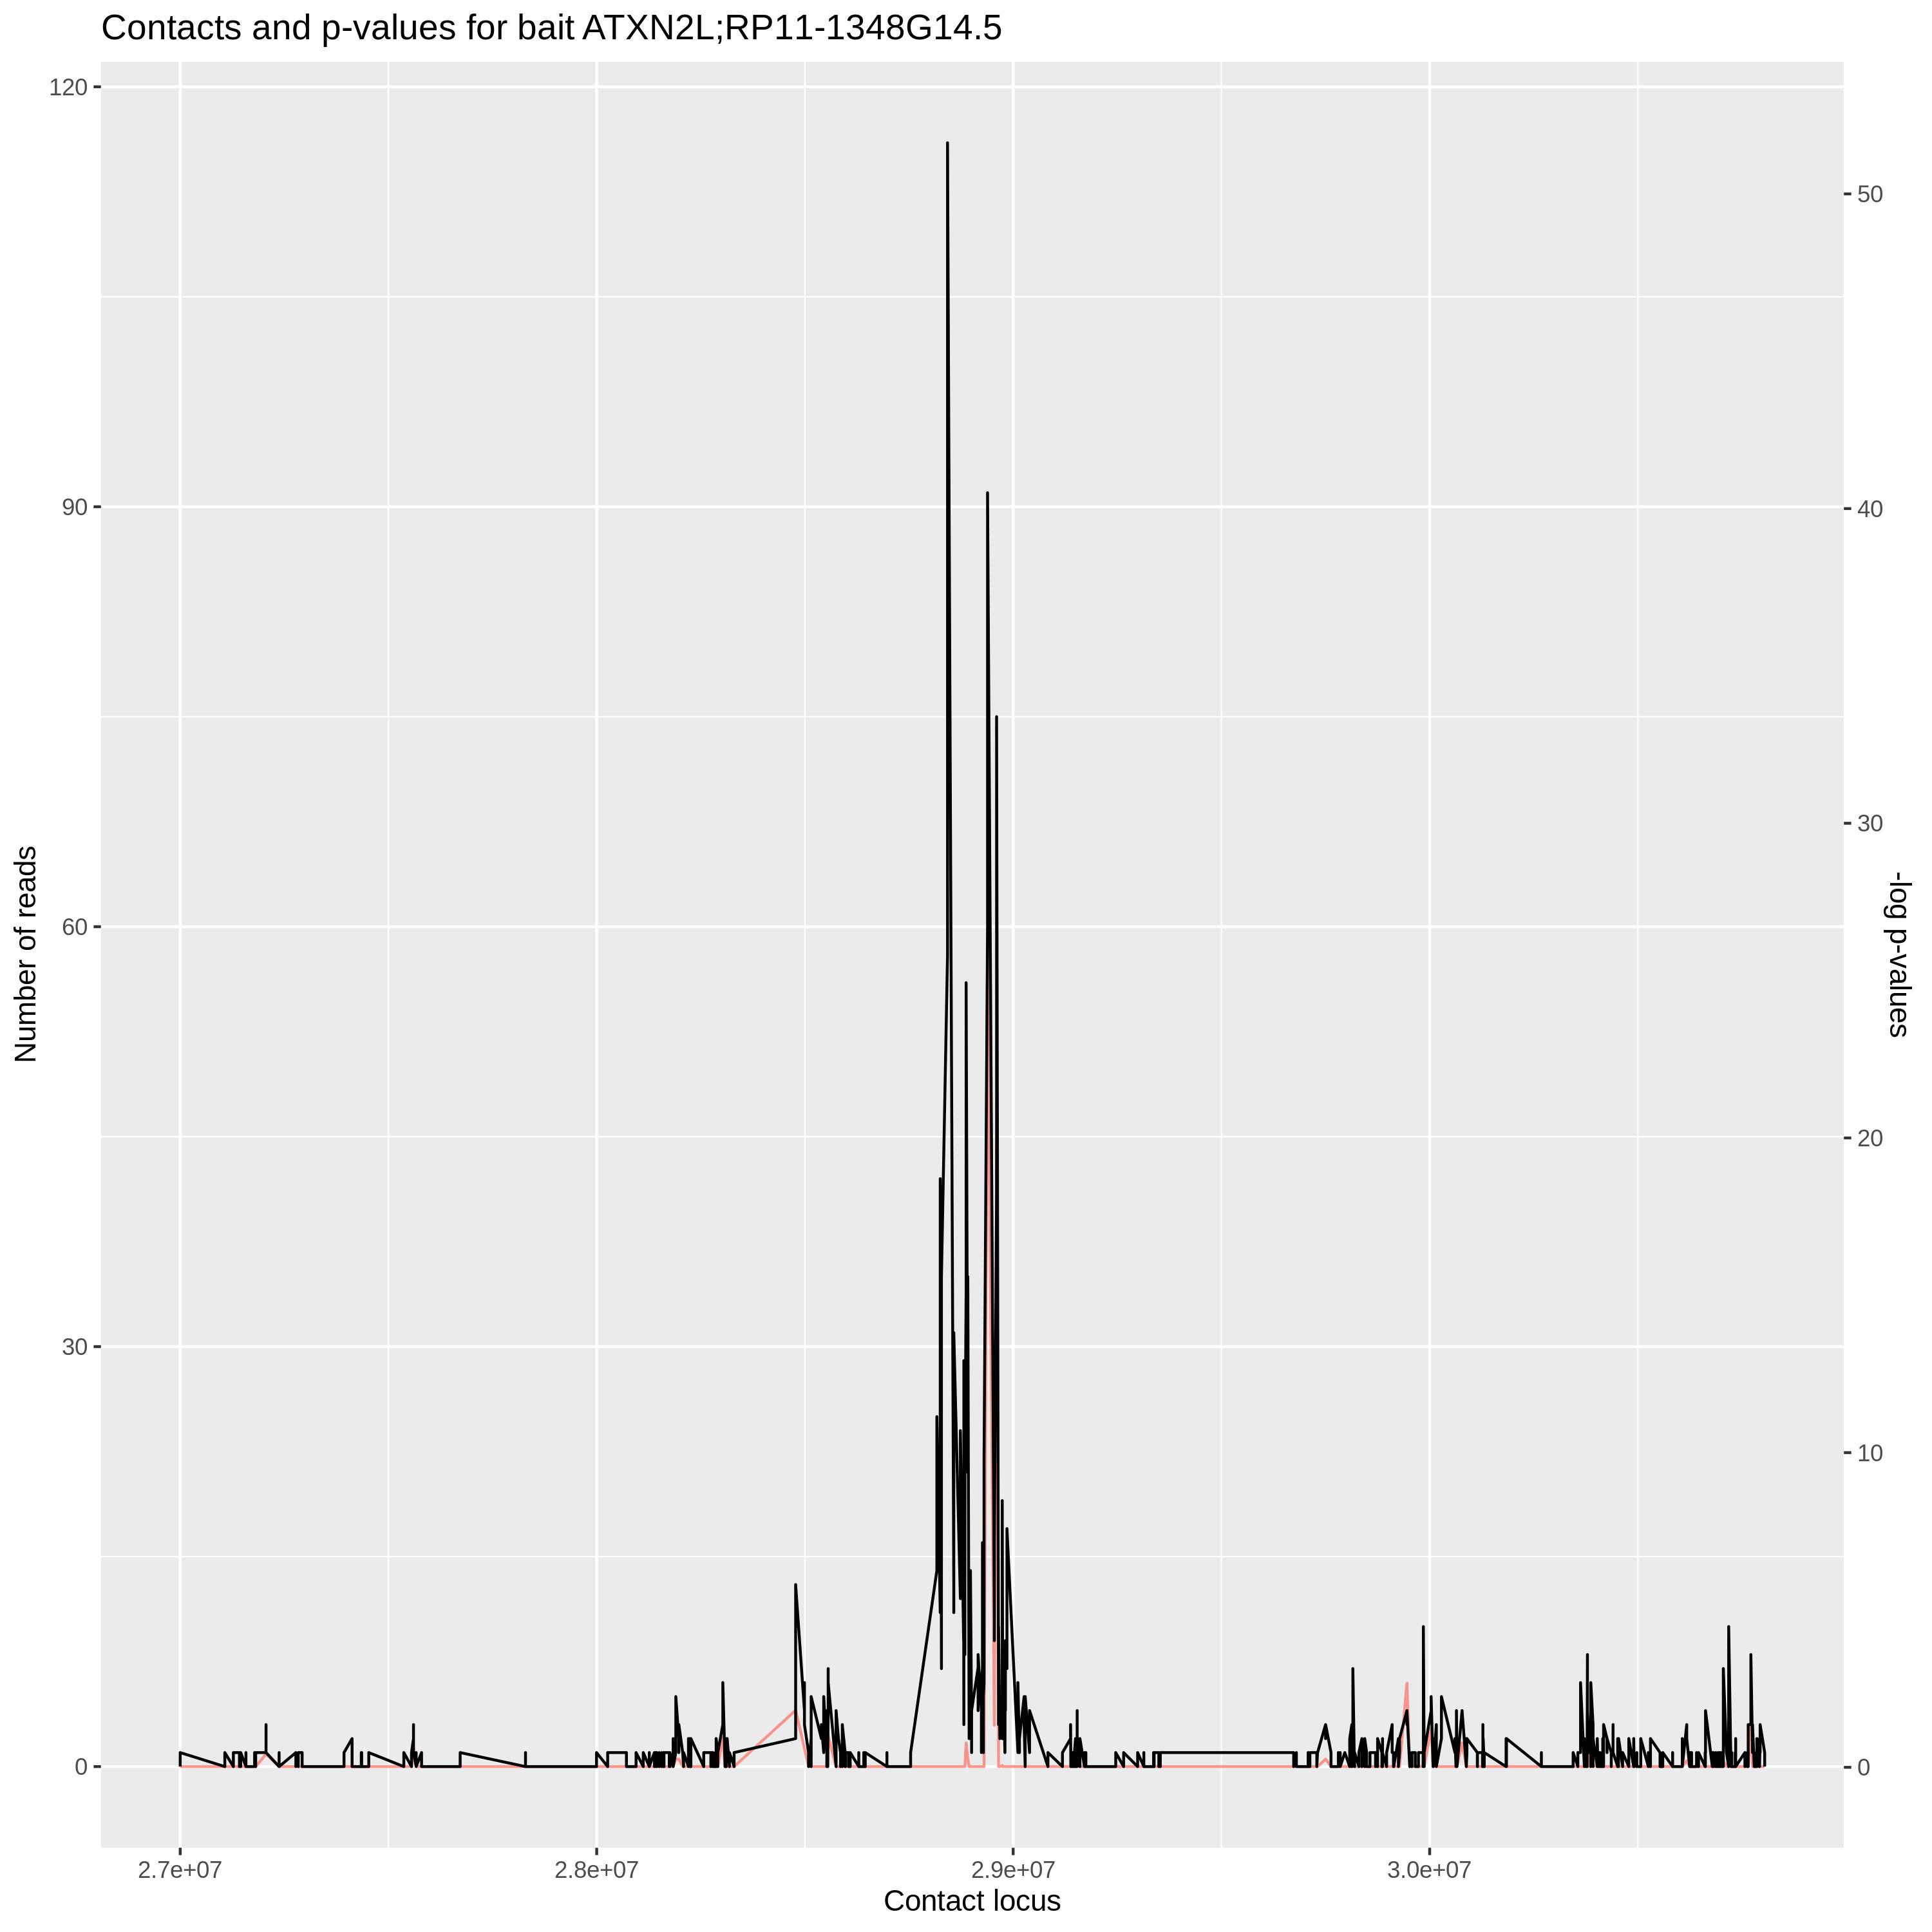 Contacts and p-values for bait ATXN2L;RP11-1348G14.5
120
90
60
30
0
Number of reads
50
40
30
20
10
0
-log p-values
2.7e+07
2.8e+07
2.9e+07
3.0e+07
Contact locus